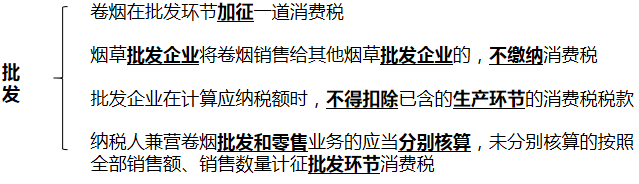 卷烟在批发环节加征一道消费税
烟草批发企业将卷烟销售给其他烟草批发企业的，不缴纳消费税
批发
批发企业在计算应纳税额时，不得扣除已含的生产环节的消费税税款
纳税人兼营卷烟批发和零售业务的应当分别核算，未分别核算的按照
全部销售额、销售数量计征批发环节消费税